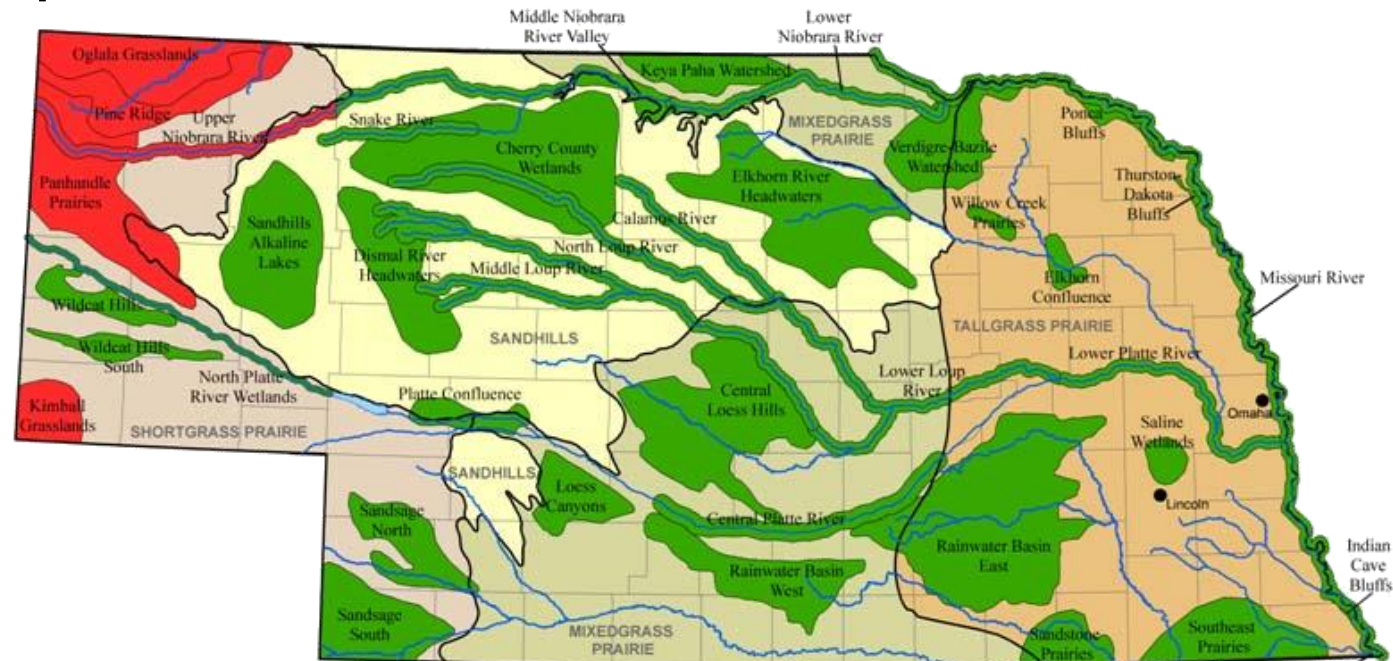 Middle Niobrara
River Valley
Lower
Niobrara River
Oglala Grasslands
Keya Paha Watershed
Pine Ridge
Upper
Niobrara River
Snake River
MIXEDGRASS
PRAIRIE
Ponca
Bluffs
Cherry County
Wetlands
Verdigre-Bazile
Watershed
Panhandle
Prairies
Elkhorn River
Headwaters
Thurston-
Dakota
Bluffs
Sandhills
Alkaline
Lakes
Calamus River
Willow Creek
Prairies
Dismal River
Headwaters
North Loup River
Middle Loup River
Elkhorn
Confluence
Missouri River
Wildcat Hills
SANDHILLS
TALLGRASS PRAIRIE
Wildcat Hills
South
Lower Platte River
North Platte
River Wetlands
Platte Confluence
Central
Loess Hills
Lower Loup
River
Kimball
Grasslands
Omaha
SHORTGRASS PRAIRIE
Saline
Wetlands
SANDHILLS
Loess
Canyons
Lincoln
Sandsage
North
Central Platte River
Rainwater Basin
East
Indian
Cave
Bluffs
Rainwater Basin
West
Sandsage
South
MIXEDGRASS
PRAIRIE
Sandstone
Prairies
Southeast
Prairies